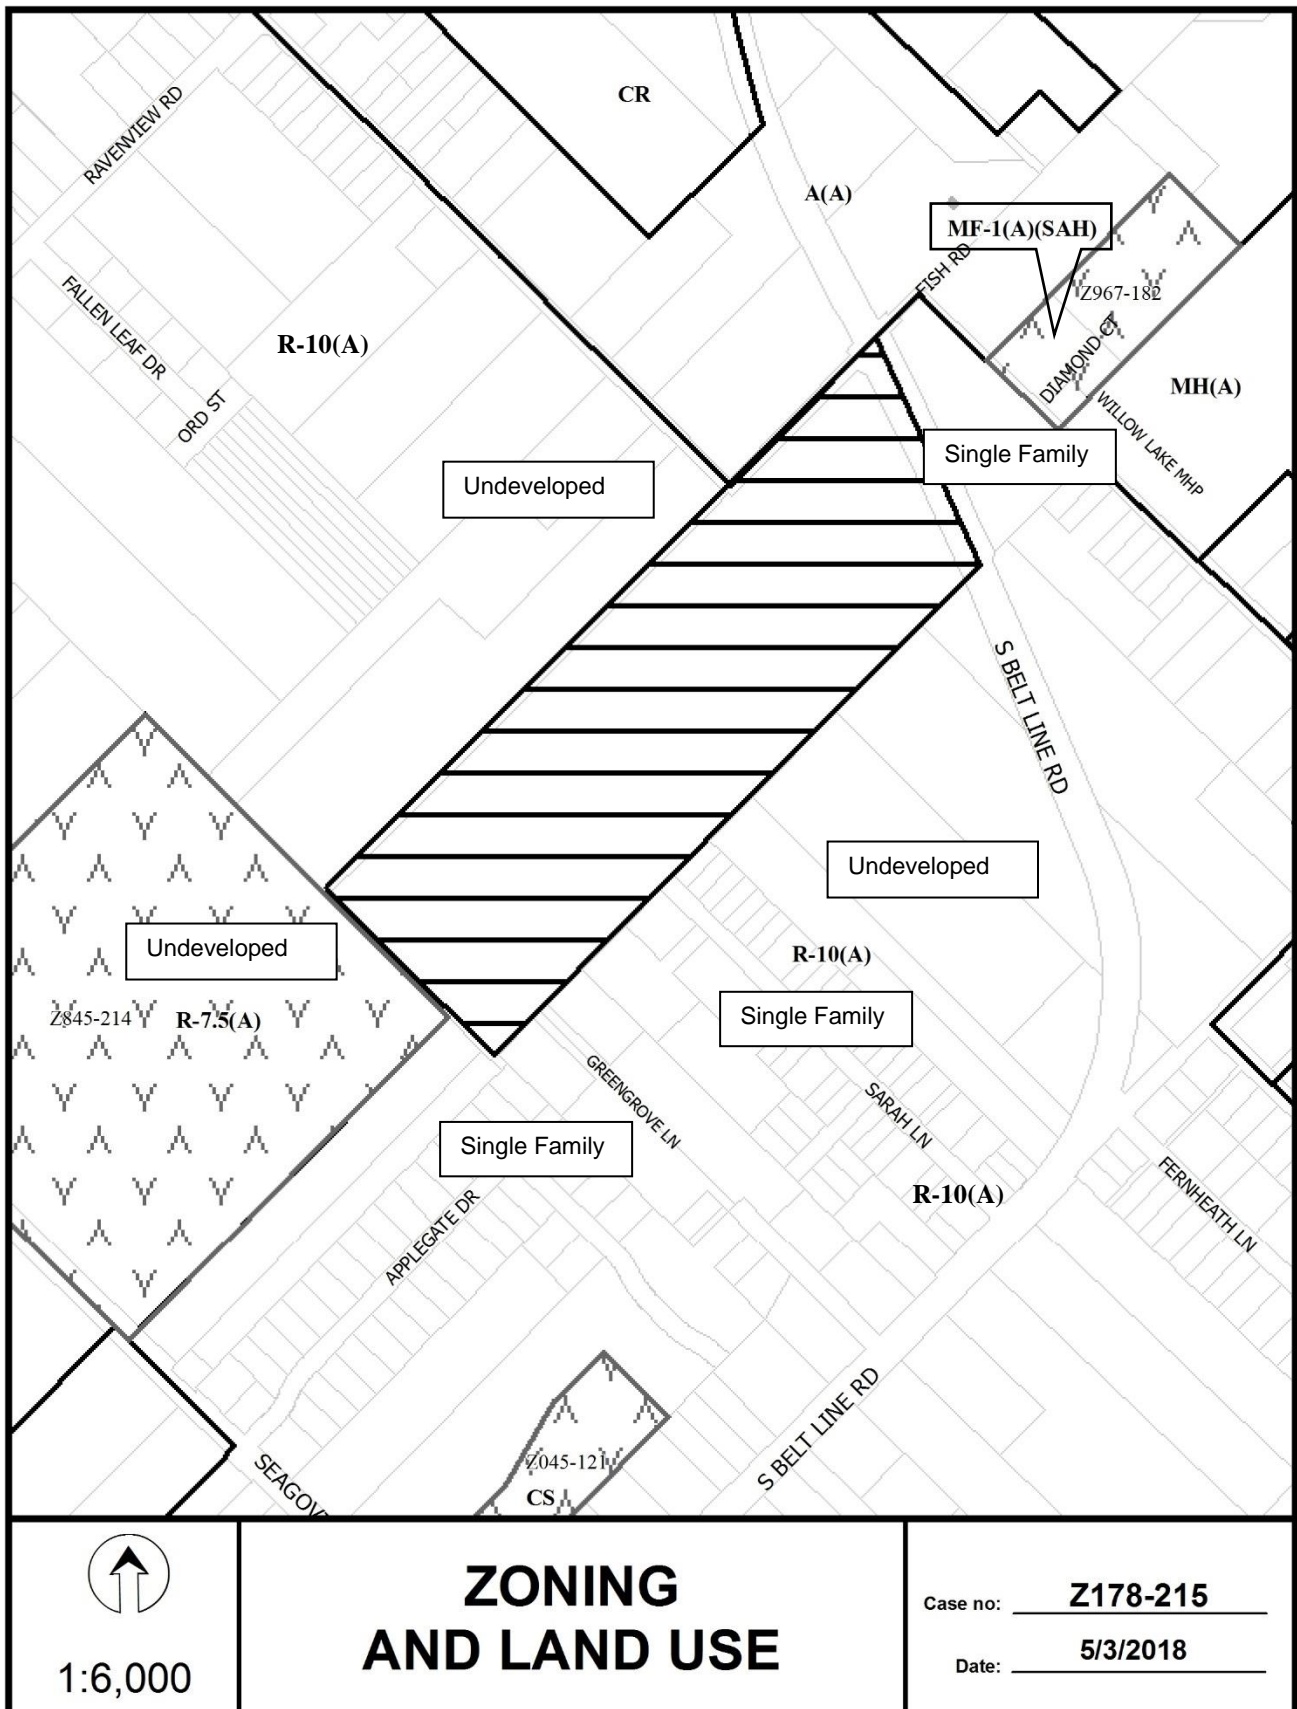 CR
RAVENVIEW RD
A(A)
MF-1(A)(SAH)
FISH RD
Z967-182
FALLEN LEAF DR
R-10(A)
DIAMOND CT
MH(A)
ORD ST
WILLOW LAKE MHP
Single Family
Undeveloped
S BELT LINE RD
Undeveloped
Undeveloped
R-10(A)
Z845-214
R-7.5(A)
Single Family
GREENGROVE LN
SARAH LN
Single Family
FERNHEATH LN
R-10(A)
APPLEGATE DR
S BELT LINE RD
Z045-121
SEAGOV
CS
1:6,000
ZONING
AND LAND USE
Case no: Z178-215
Date: 5/3/2018